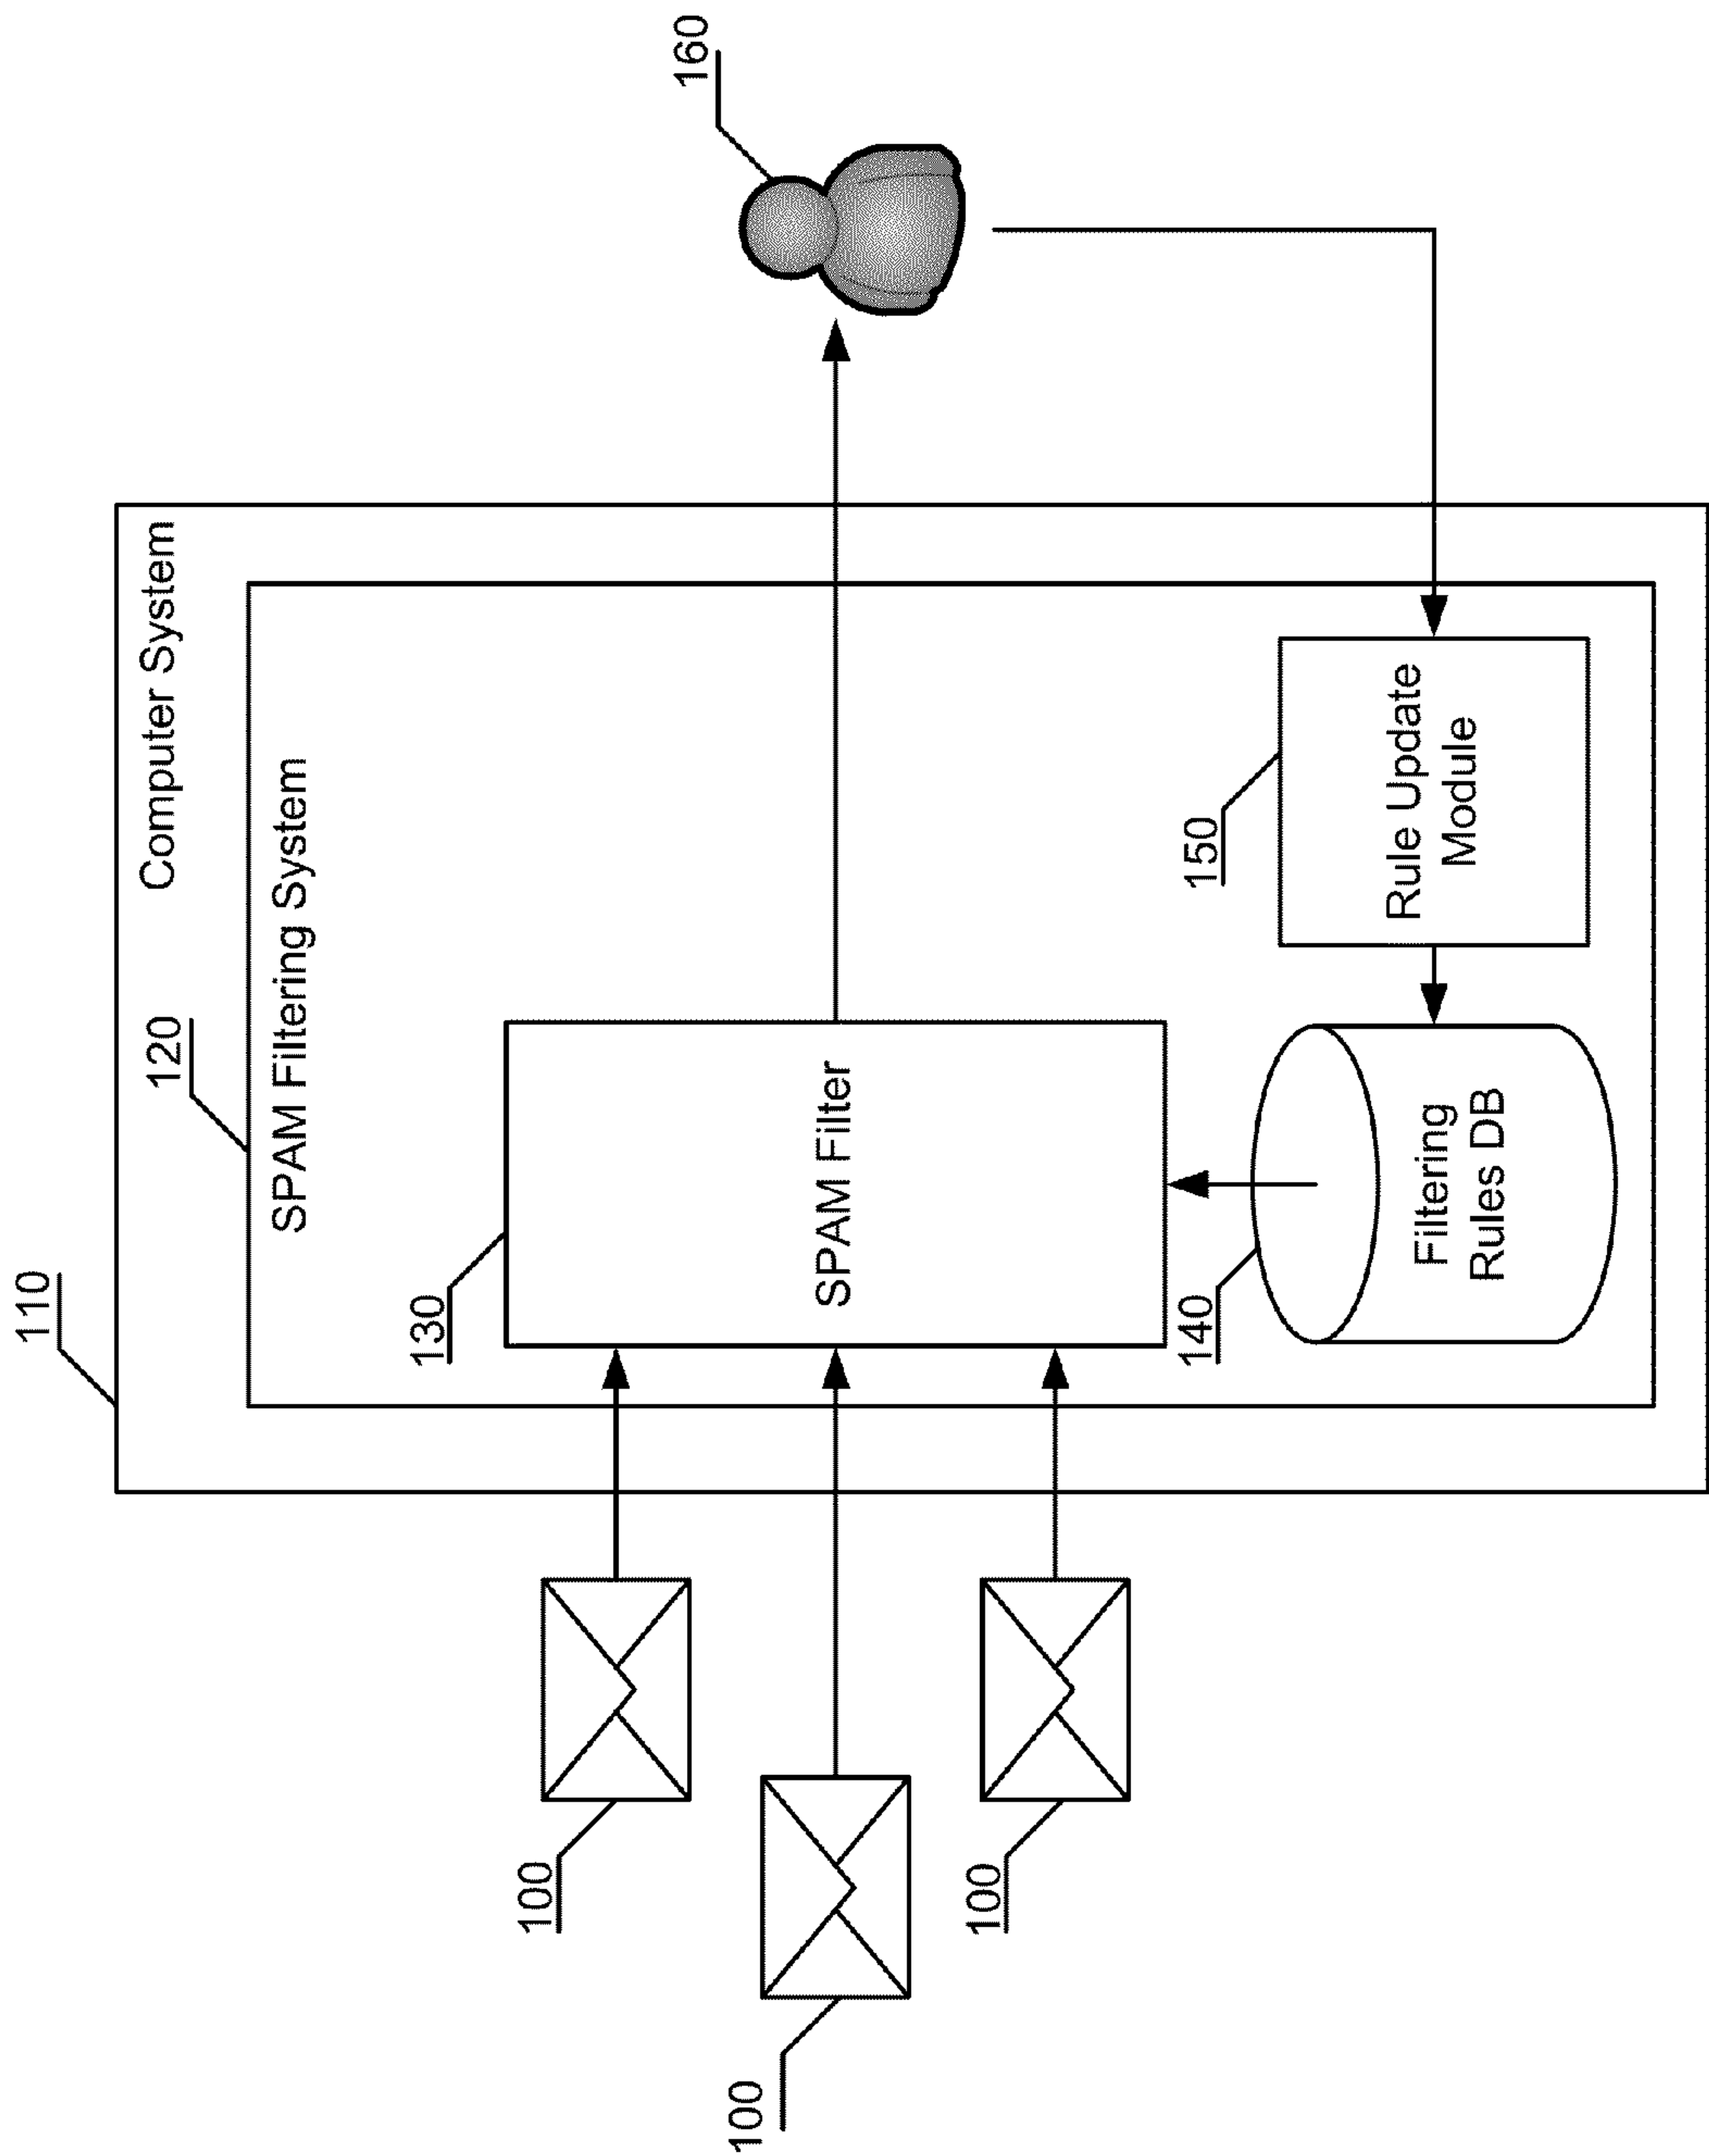 110
Computer System
120
SPAM Filtering System
160
130
SPAM Filter
100
100
100
140
Filtering
Rules DB
150
Rule Update
Module